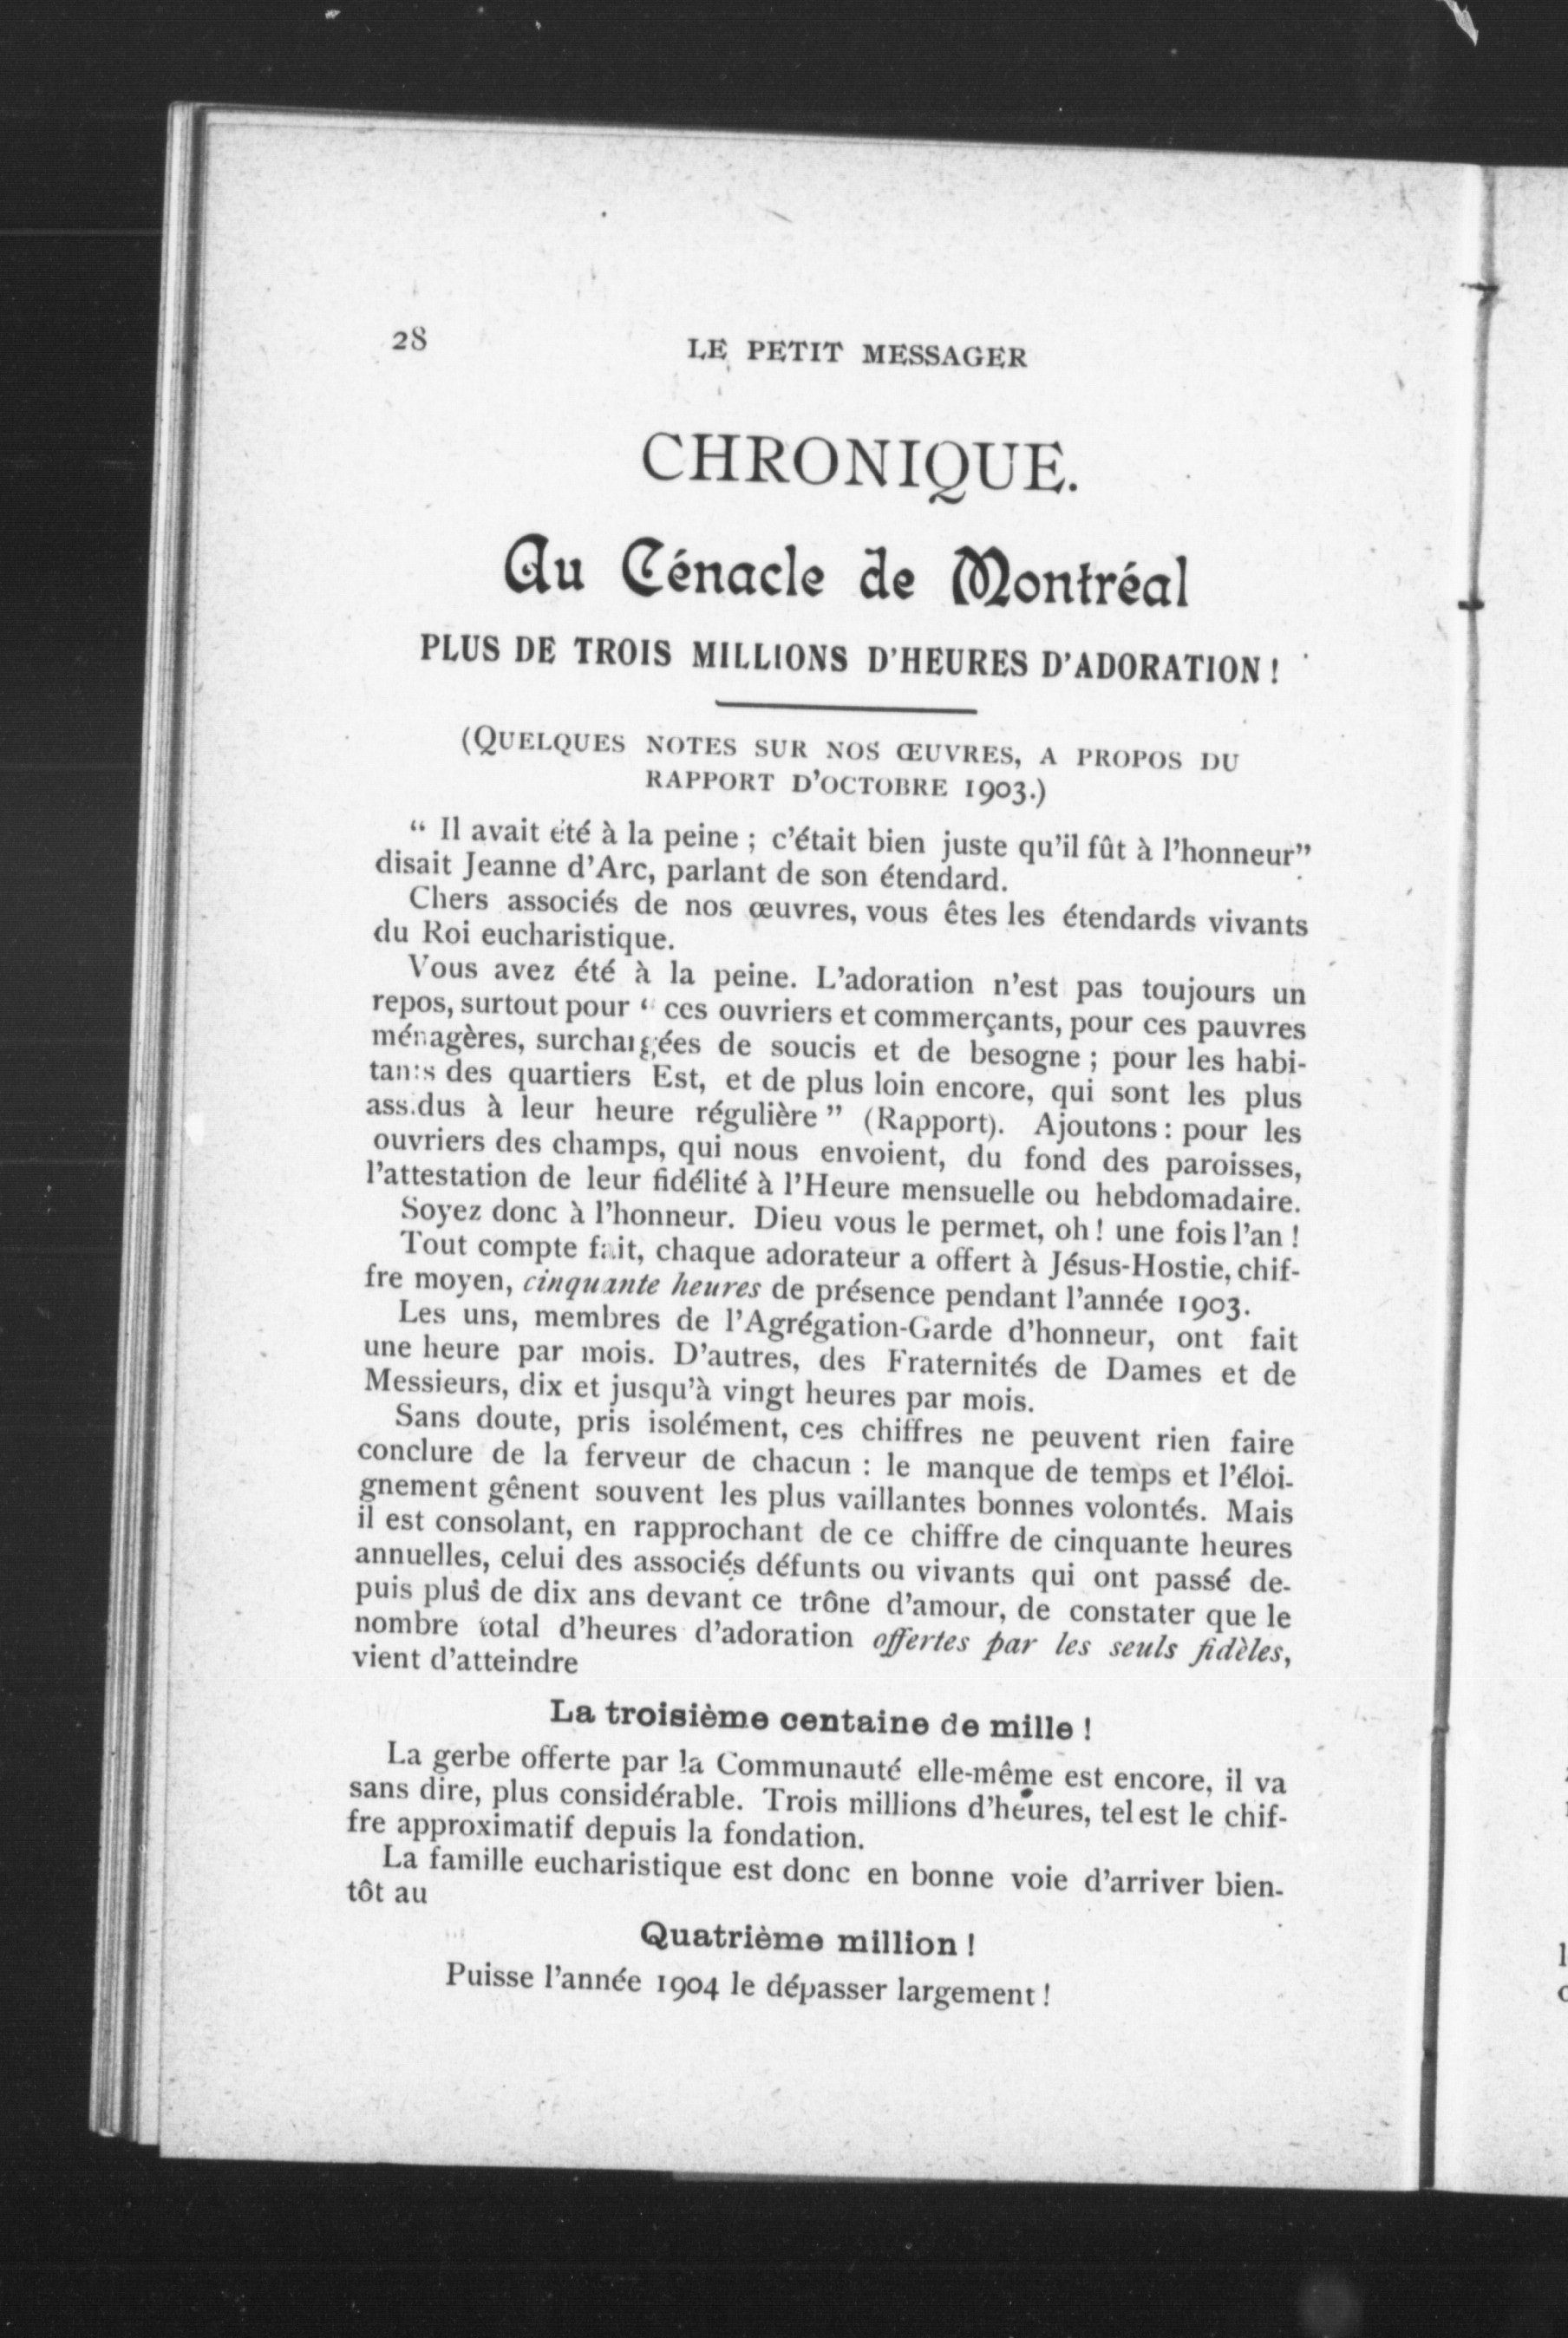 28
LE PETIT MESSAGER
CHRONIQUE.
Au Cénacle de Montréal
PLUS DE TROIS MILLIONS D'HEURES D'ADORATION !
(QUELQUES NOTES SUR NOS ŒUVRES, A PROPOS DU
RAPPORT D'OCTOBRE 1903.)
“ Il avait été à la peine ; c'était bien juste qu'il fût à l'honneur”
disait Jeanne d'Arc, parlant de son étendard.
Chers associés de nos œuvres, vous êtes les étendards vivants
du Roi eucharistique.
Vous avez été à la peine. L'adoration n'est pas toujours un
repos, surtout pour “ ces ouvriers et commerçants, pour ces pauvres
ménagères, surchargées de soucis et de besogne ; pour les habi-
tants des quartiers Est, et de plus loin encore, qui sont les plus
assidus à leur heure régulière ” (Rapport). Ajoutons : pour les
ouvriers des champs, qui nous envoient, du fond des paroisses,
l'attestation de leur fidélité à l'Heure mensuelle ou hebdomadaire.
Soyez donc à l'honneur. Dieu vous le permet, oh ! une fois l'an !
Tout compte fait, chaque adorateur a offert à Jésus-Hostie, chif-
fre moyen, cinquante heures de présence pendant l'année 1903.
Les uns, membres de l'Agrégation-Garde d'honneur, ont fait
une heure par mois. D'autres, des Fraternités de Dames et de
Messieurs, dix et jusqu'à vingt heures par mois.
Sans doute, pris isolément, ces chiffres ne peuvent rien faire
conclure de la ferveur de chacun : le manque de temps et l'éloi-
gnement gênent souvent les plus vaillantes bonnes volontés. Mais
il est consolant, en rapprochant de ce chiffre de cinquante heures
annuelles, celui des associés défunts ou vivants qui ont passé de-
puis plus de dix ans devant ce trône d'amour, de constater que le
nombre total d'heures d'adoration offertes par les seuls fidèles,
vient d'atteindre
La troisième centaine de mille !
La gerbe offerte par la Communauté elle-même est encore, il va
sans dire, plus considérable. Trois millions d'heures, tel est le chif-
fre approximatif depuis la fondation.
La famille eucharistique est donc en bonne voie d'arriver bien-
tôt au
Quatrième million !
Puisse l'année 1904 le dépasser largement !